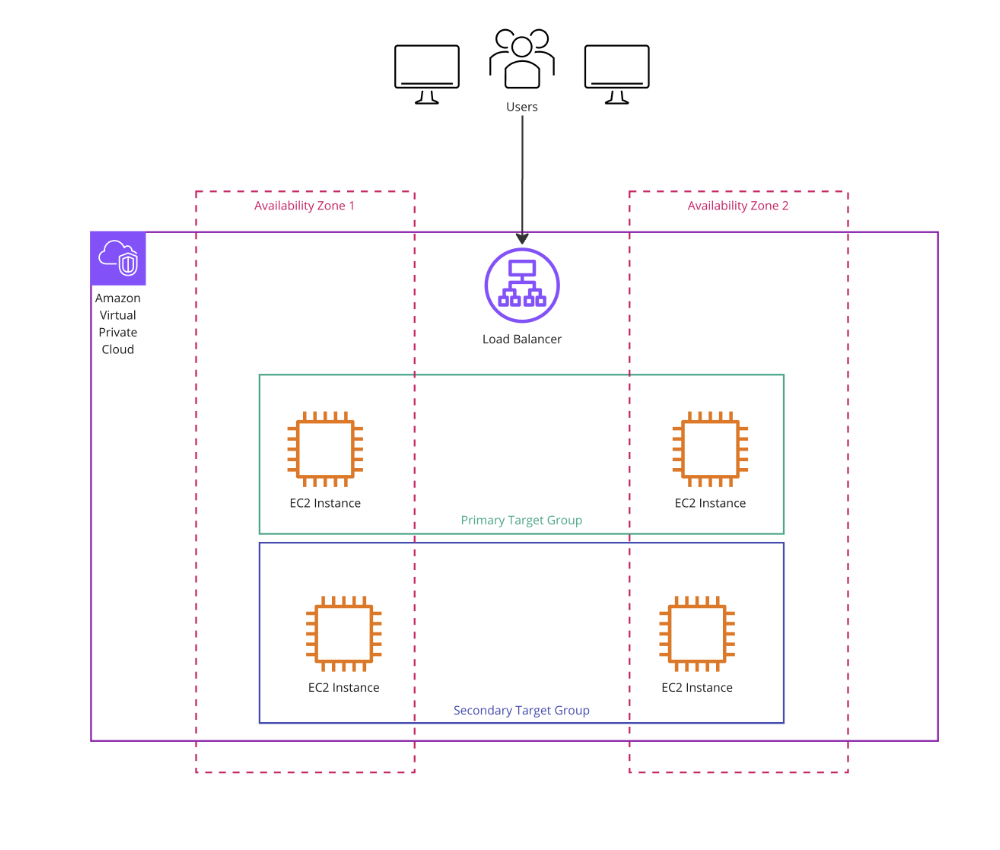 Users
Availability Zone 1
Availability Zone 2
Amazon
Virtual
Private
Cloud
Load Balancer
EC2 Instance
EC2 Instance
Primary Target Group
EC2 Instance
EC2 Instance
Secondary Target Group